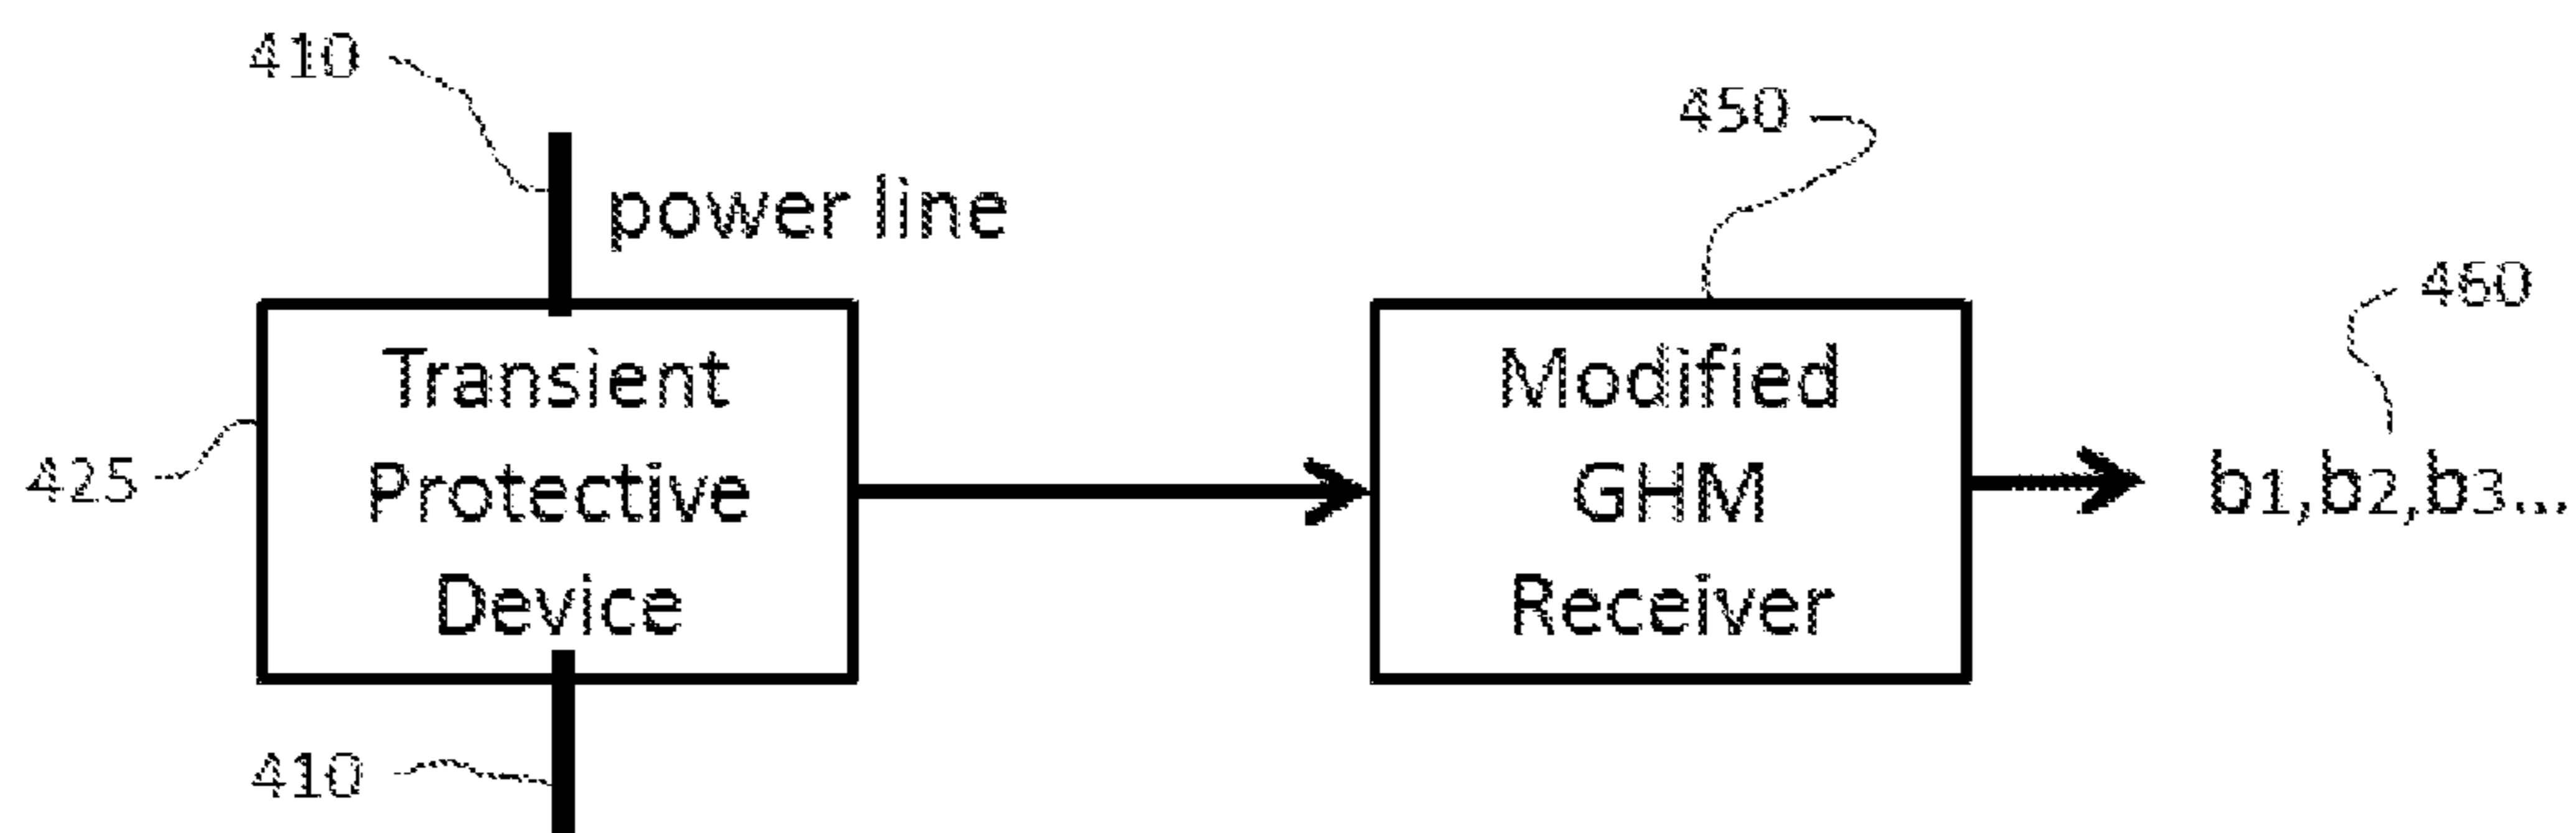 410
450
power line
460
Transient
Protective
Device
425
Modified
GHM
Receiver
b1,b2,b3...
410